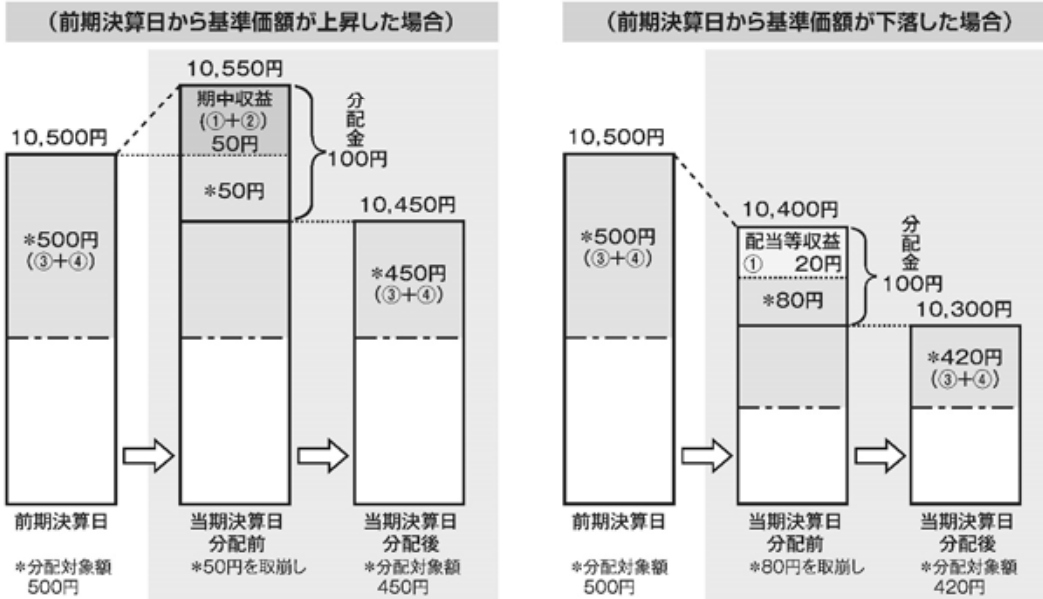 （前期決算日から基準価額が上昇した場合）
10,550円
期中収益
(①+②)
50円
分配金
100円
10,500円
*50円
10,450円
*500円
(③+④)
*450円
(③+④)
前期決算日
当期決算日
分配前
当期決算日
分配後
*分配対象額
500円
*50円を取崩し
*分配対象額
450円
（前期決算日から基準価額が下落した場合）
10,500円
10,400円
配当等収益
① 20円
分配金
100円
*500円
(③+④)
*80円
10,300円
*420円
(③+④)
前期決算日
当期決算日
分配前
当期決算日
分配後
*分配対象額
500円
*80円を取崩し
*分配対象額
420円